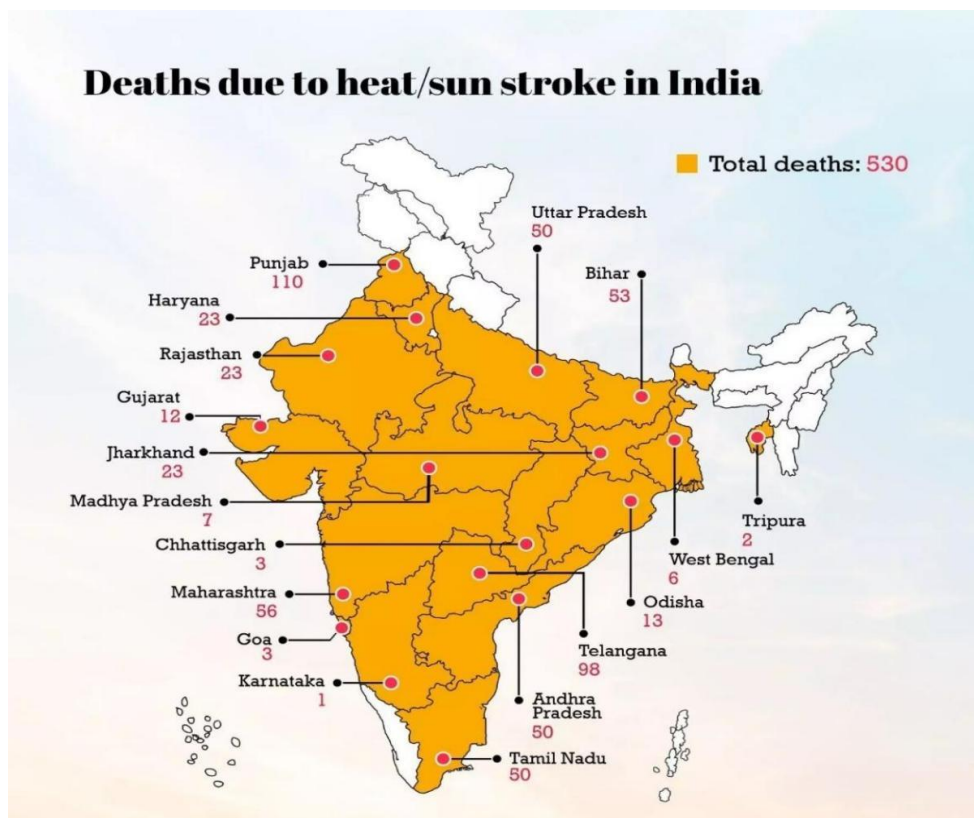 Deaths due to heat/sun stroke in India
Total deaths: 530
Uttar Pradesh
50
Punjab
110
Bihar
53
Haryana
23
Rajasthan
23
Gujarat
12
Jharkhand
23
Madhya Pradesh
7
Tripura
2
Chhattisgarh
3
West Bengal
6
Maharashtra
56
Odisha
13
Goa
3
Telangana
98
Karnataka
1
Andhra
Pradesh
50
Tamil Nadu
50